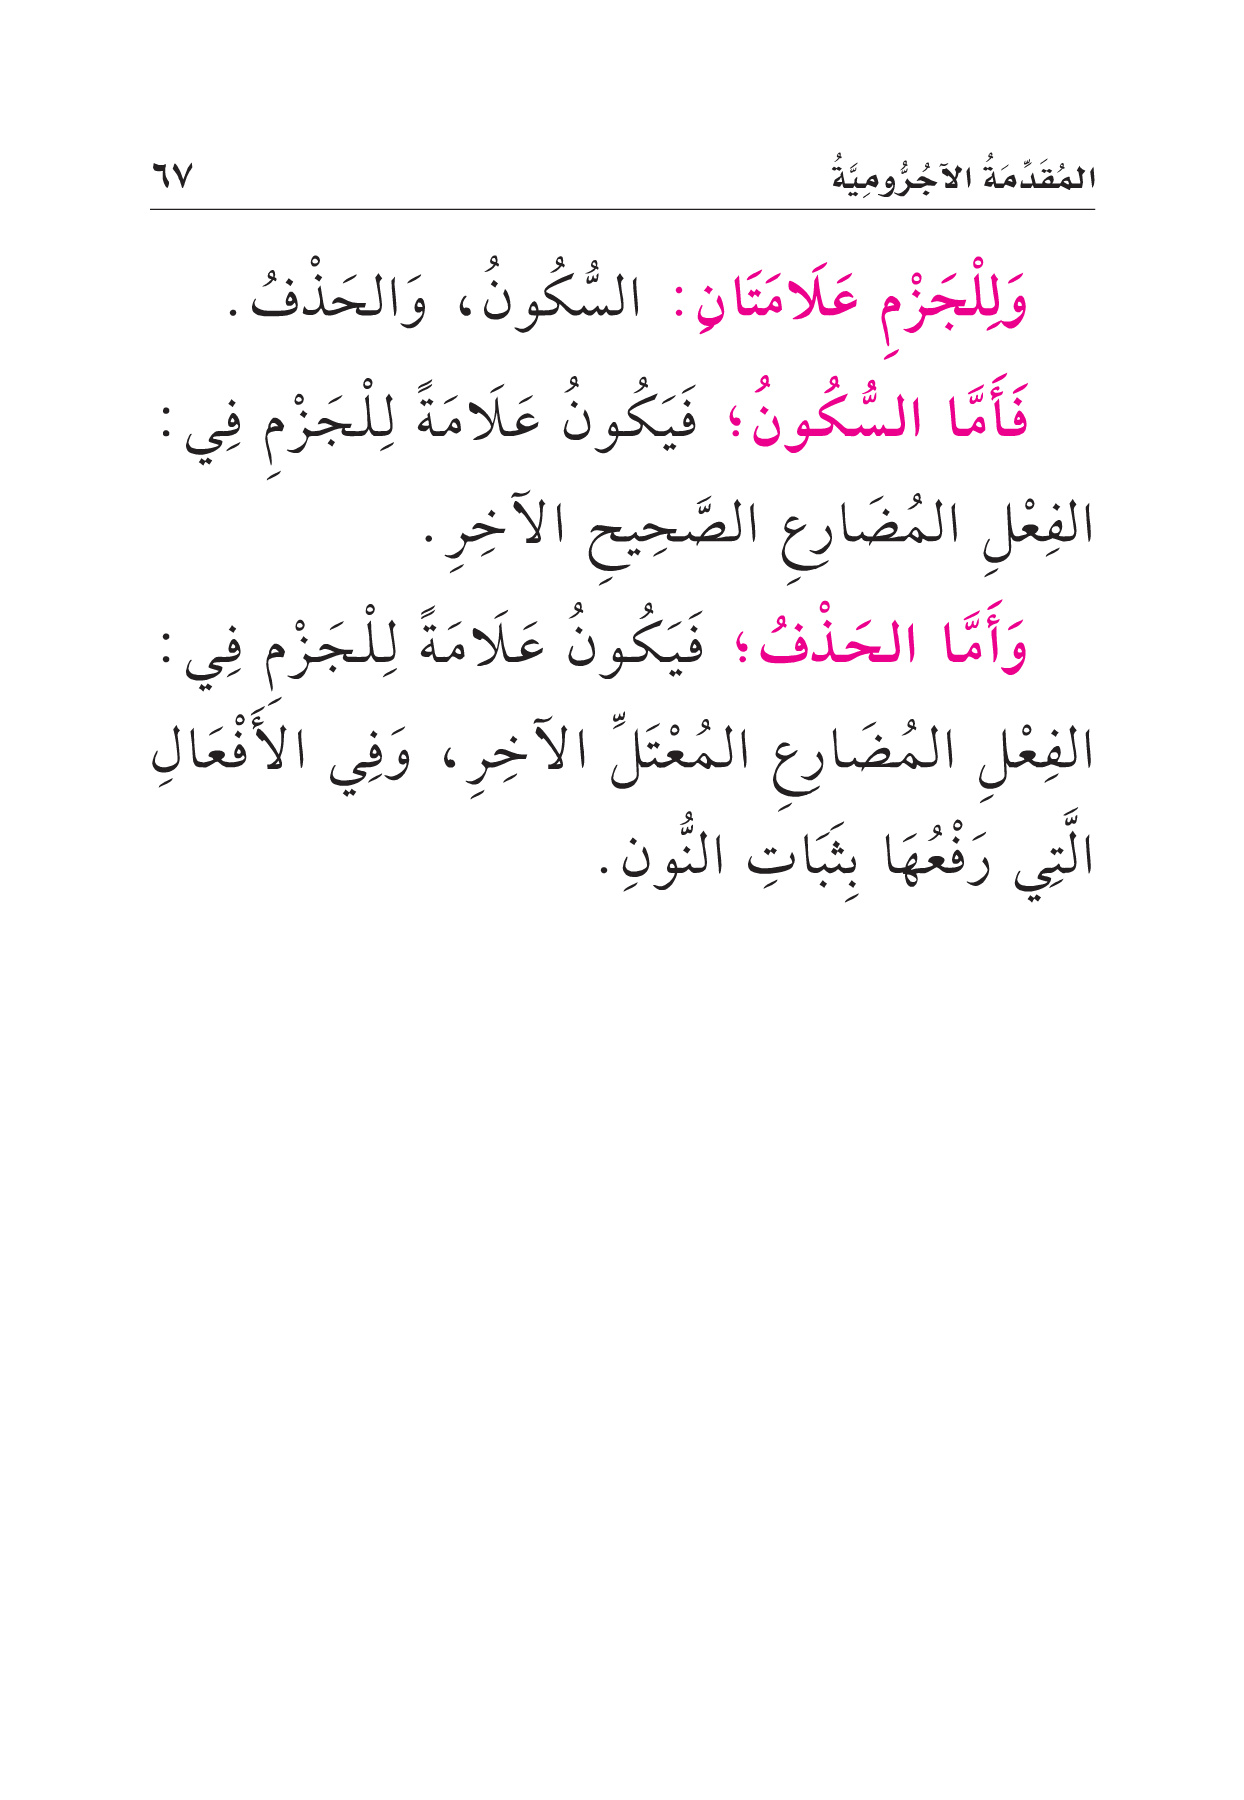 المُقَدِّمَةُ الآجُرُّومِيَّةُ ٦٧
وَلِلْجَزْمِ عَلَامَتَانِ: السُّكُونُ، وَالحَذْفُ.
فَأَمَّا السُّكُونُ؛ فَيَكُونُ عَلَامَةً لِلْجَزْمِ فِي:
الفِعْلِ المُضَارِعِ الصَّحِيحِ الآخِرِ.
وَأَمَّا الحَذْفُ؛ فَيَكُونُ عَلَامَةً لِلْجَزْمِ فِي:
الفِعْلِ المُضَارِعِ المُعْتَلِّ الآخِرِ، وَفِي الأَفْعَالِ
الَّتِي رَفْعُهَا بِثَبَاتِ النُّونِ.